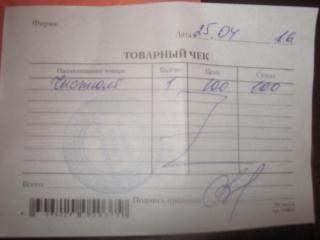 Фирма
Дата 25.04 16
ТОВАРНЫЙ ЧЕК
Наименование товара Кол-во Цена Сумма
1 100 100
Всего:
Подпись продавца